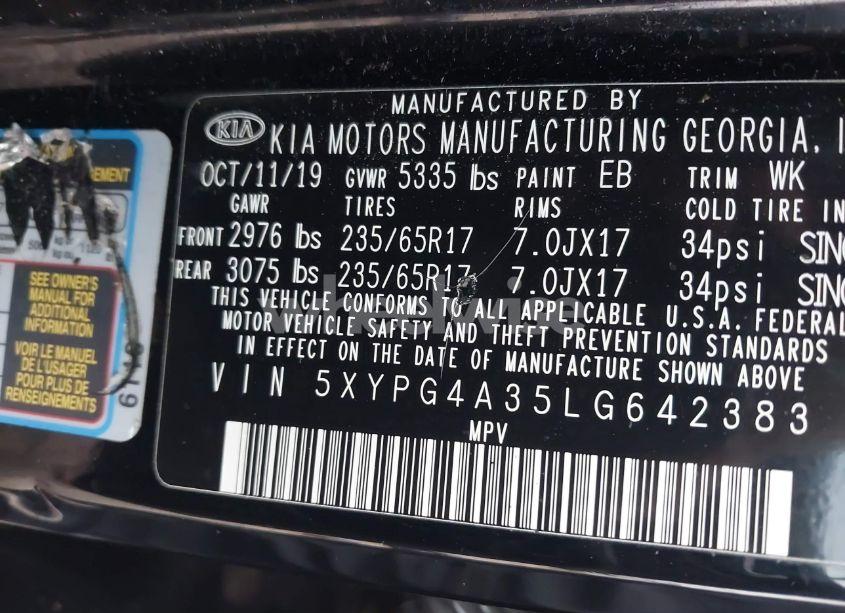 MANUFACTURED BY
KIA KIA MOTORS MANUFACTURING GEORGIA, I
OCT/11/19 GVWR 5335 lbs PAINT EB TRIM WK
GAWR TIRES RIMS COLD TIRE IN
FRONT 2976 lbs 235/65R17 7.0JX17 34psi SING
REAR 3075 lbs 235/65R17 7.0JX17 34psi SING
THIS VEHICLE CONFORMS TO ALL APPLICABLE U.S.A. FEDERAL
MOTOR VEHICLE SAFETY AND THEFT PREVENTION STANDARDS
IN EFFECT ON THE DATE OF MANUFACTURE SHOWN ABOVE
VIN 5XYPG4A35LG642383
MPV
SEE OWNER'S
MANUAL FOR
ADDITIONAL
INFORMATION
VOIR LE MANUEL
DE L'USAGER
POUR PLUS DE
RENSEIGNEMENTS